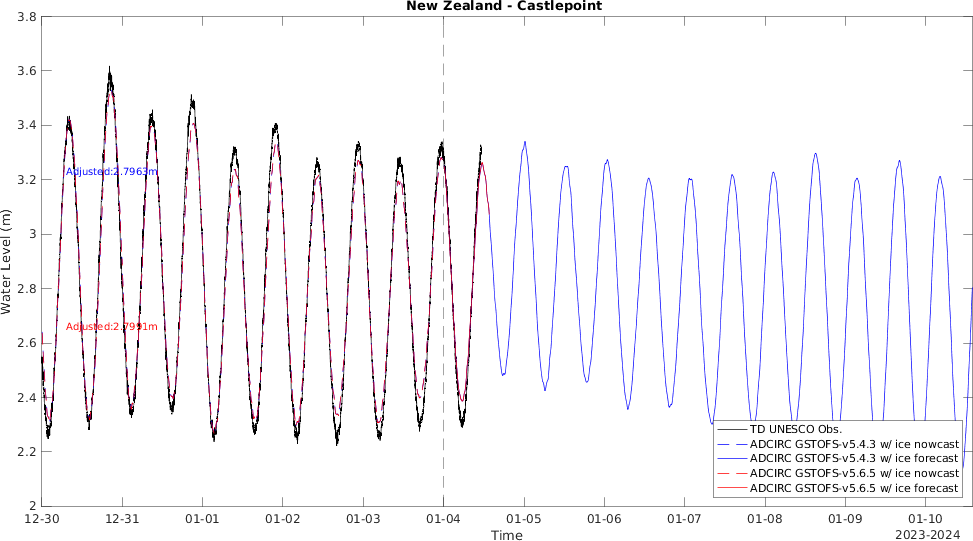 New Zealand - Castlepoint
3.8
3.6
3.4
3.2
3
2.8
2.6
2.4
2.2
2
Water Level (m)
Adjusted:2.7963m
Adjusted:2.7991m
TD UNESCO Obs.
ADCIRC GSTOFS-v5.4.3 w/ ice nowcast
ADCIRC GSTOFS-v5.4.3 w/ ice forecast
ADCIRC GSTOFS-v5.6.5 w/ ice nowcast
ADCIRC GSTOFS-v5.6.5 w/ ice forecast
12-30 12-31 01-01 01-02 01-03 01-04 01-05 01-06 01-07 01-08 01-09 01-10
Time
2023-2024